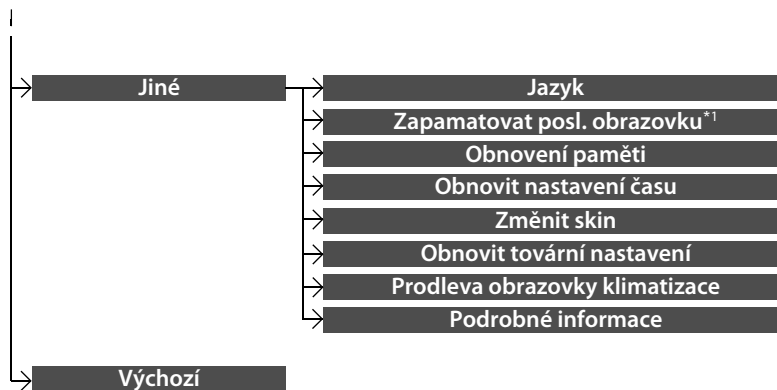 Jiné
Jazyk
Zapamatovat posl. obrazovku*1
Obnovení paměti
Obnovit nastavení času
Změnit skin
Obnovit tovární nastavení
Prodleva obrazovky klimatizace
Podrobné informace
Výchozí